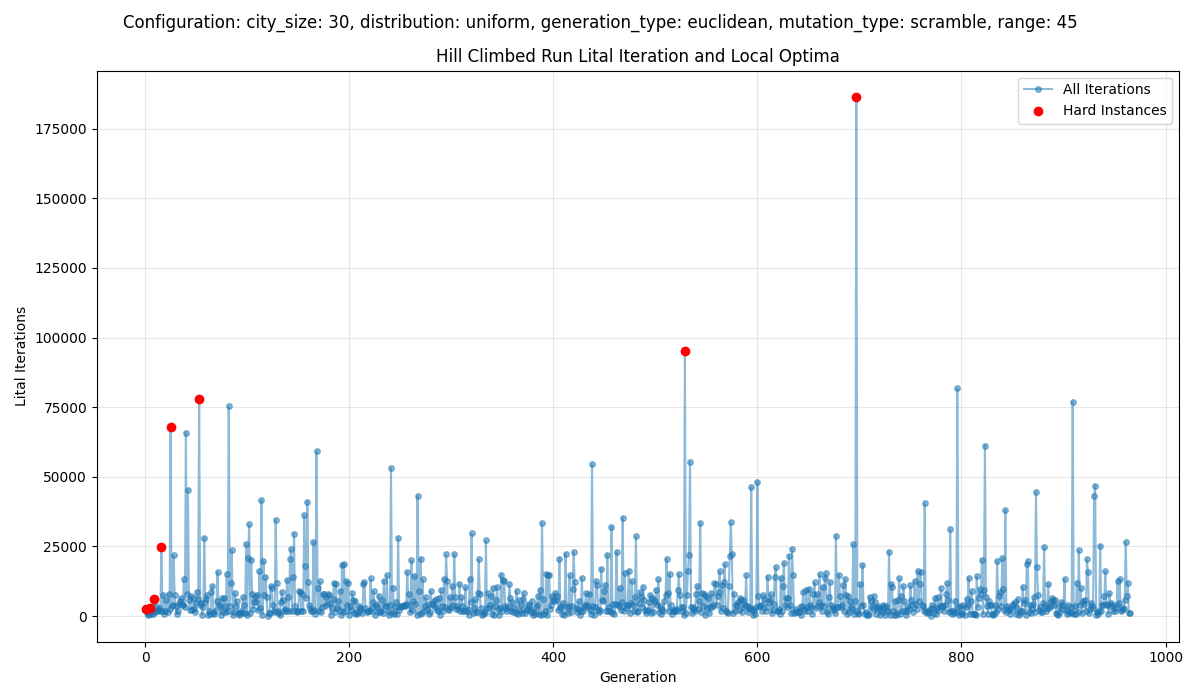 Configuration: city_size: 30, distribution: uniform, generation_type: euclidean, mutation_type: scramble, range: 45
Hill Climbed Run Lital Iteration and Local Optima
All Iterations
Hard Instances
175000
150000
125000
100000
75000
50000
25000
0
Lital Iterations
0 200 400 600 800 1000
Generation